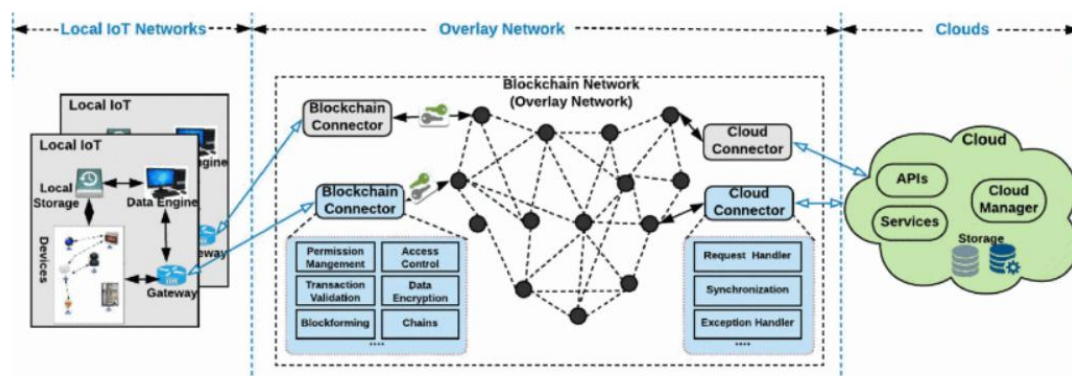 Local IoT Networks
Overlay Network
Clouds
Local IoT
Local IoT
Local
Storage
Data Engine
Devices
Gateway
Blockchain
Connector
Blockchain
Connector
Permission
Mangement
Access
Control
Transaction
Validation
Data
Encryption
Blockforming
Chains
....
Blockchain Network
(Overlay Network)
Cloud
Connector
Cloud
Connector
Request Handler
Synchronization
Exception Handler
....
Cloud
APIs
Services
Cloud
Manager
Storage